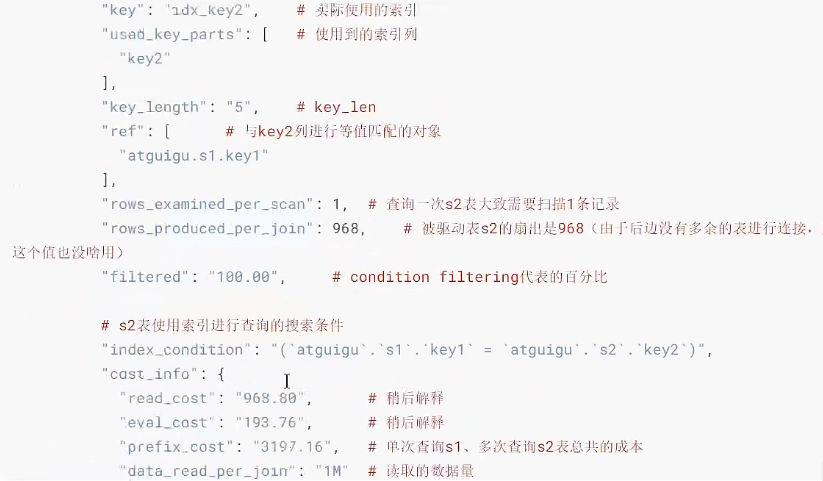 "key": "idx_key2",    # 实际使用的索引
"used_key_parts": [   # 使用到的索引列
"key2"
],
"key_length": "5",    # key_len
"ref": [      # 与key2列进行等值匹配的对象
"atguigu.s1.key1"
],
"rows_examined_per_scan": 1,  # 查询一次s2表大致需要扫描1条记录
"rows_produced_per_join": 968,    # 被驱动表s2的扇出是968（由于后边没有多余的表进行连接，
这个值也没啥用）
"filtered": "100.00",     # condition filtering代表的百分比
# s2表使用索引进行查询的搜索条件
"index_condition": "(`atguigu`.`s1`.`key1` = `atguigu`.`s2`.`key2`)",
"cost_info": {
"read_cost": "968.80",      # 稍后解释
"eval_cost": "193.76",      # 稍后解释
"prefix_cost": "3197.16",   # 单次查询s1、多次查询s2表总共的成本
"data_read_per_join": "1M"  # 读取的数据量